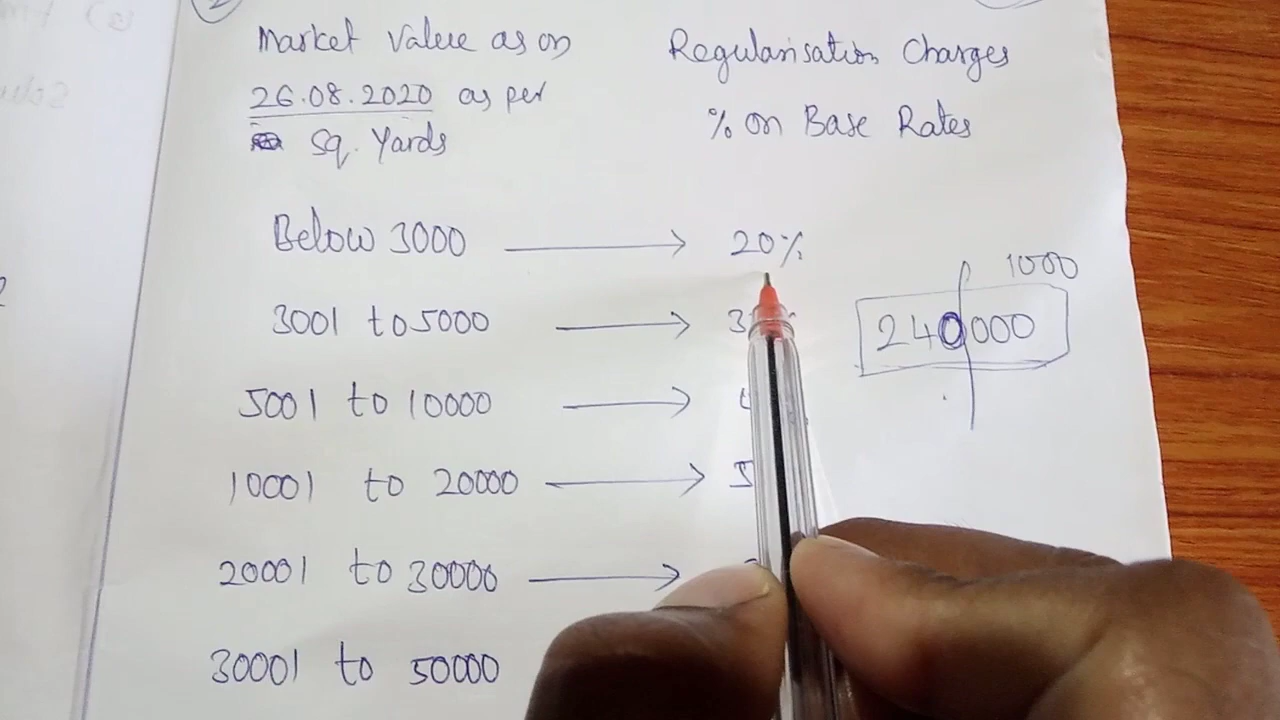 Market Value as on
26.08.2020 as per
Sq. Yards
Regularisation Charges
% on Base Rates
Below 3000 → 20%
3001 to 5000 →
5001 to 10000 →
10001 to 20000 →
20001 to 30000 →
30001 to 50000
1000
240000